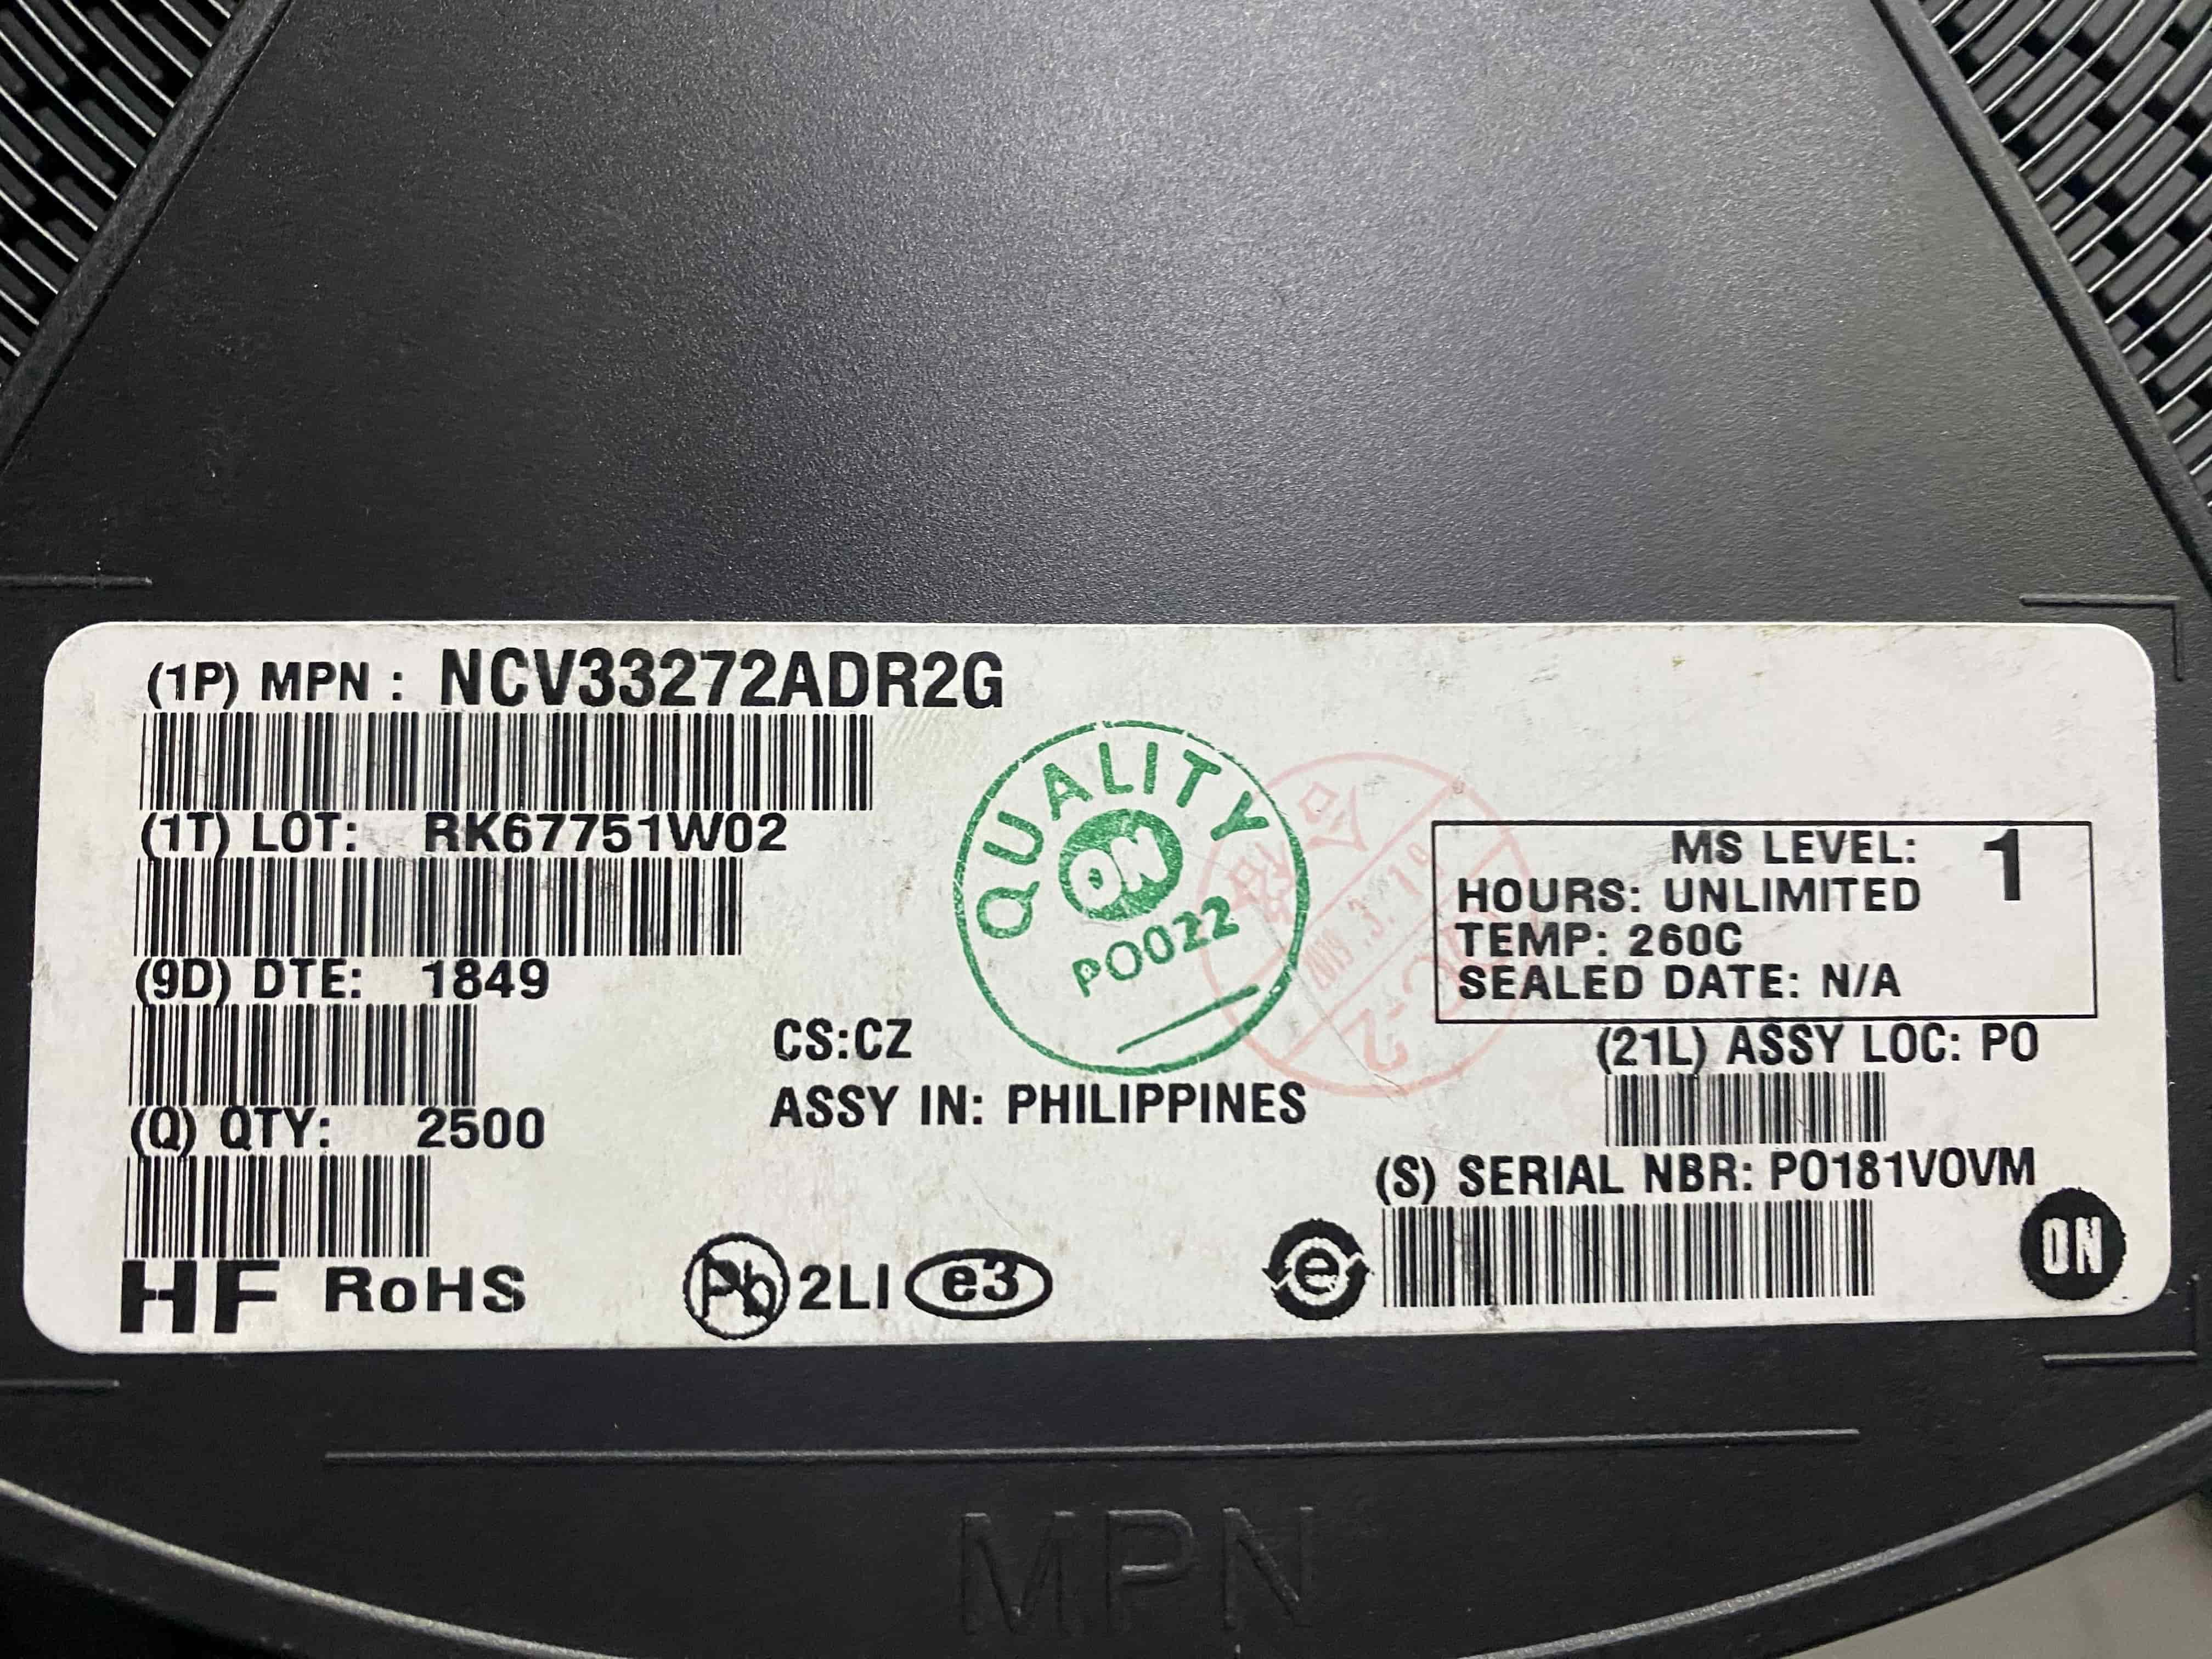 (1P) MPN : NCV33272ADR2G
(1T) LOT: RK67751W02
(9D) DTE: 1849
(Q) QTY: 2500
HF RoHS
QUALITY
ON
PO022
CS:CZ
ASSY IN: PHILIPPINES
Pb 2LI e3
MS LEVEL: 1
HOURS: UNLIMITED
TEMP: 260C
SEALED DATE: N/A
(21L) ASSY LOC: PO
(S) SERIAL NBR: PO181VOVM
e
ON
MPN